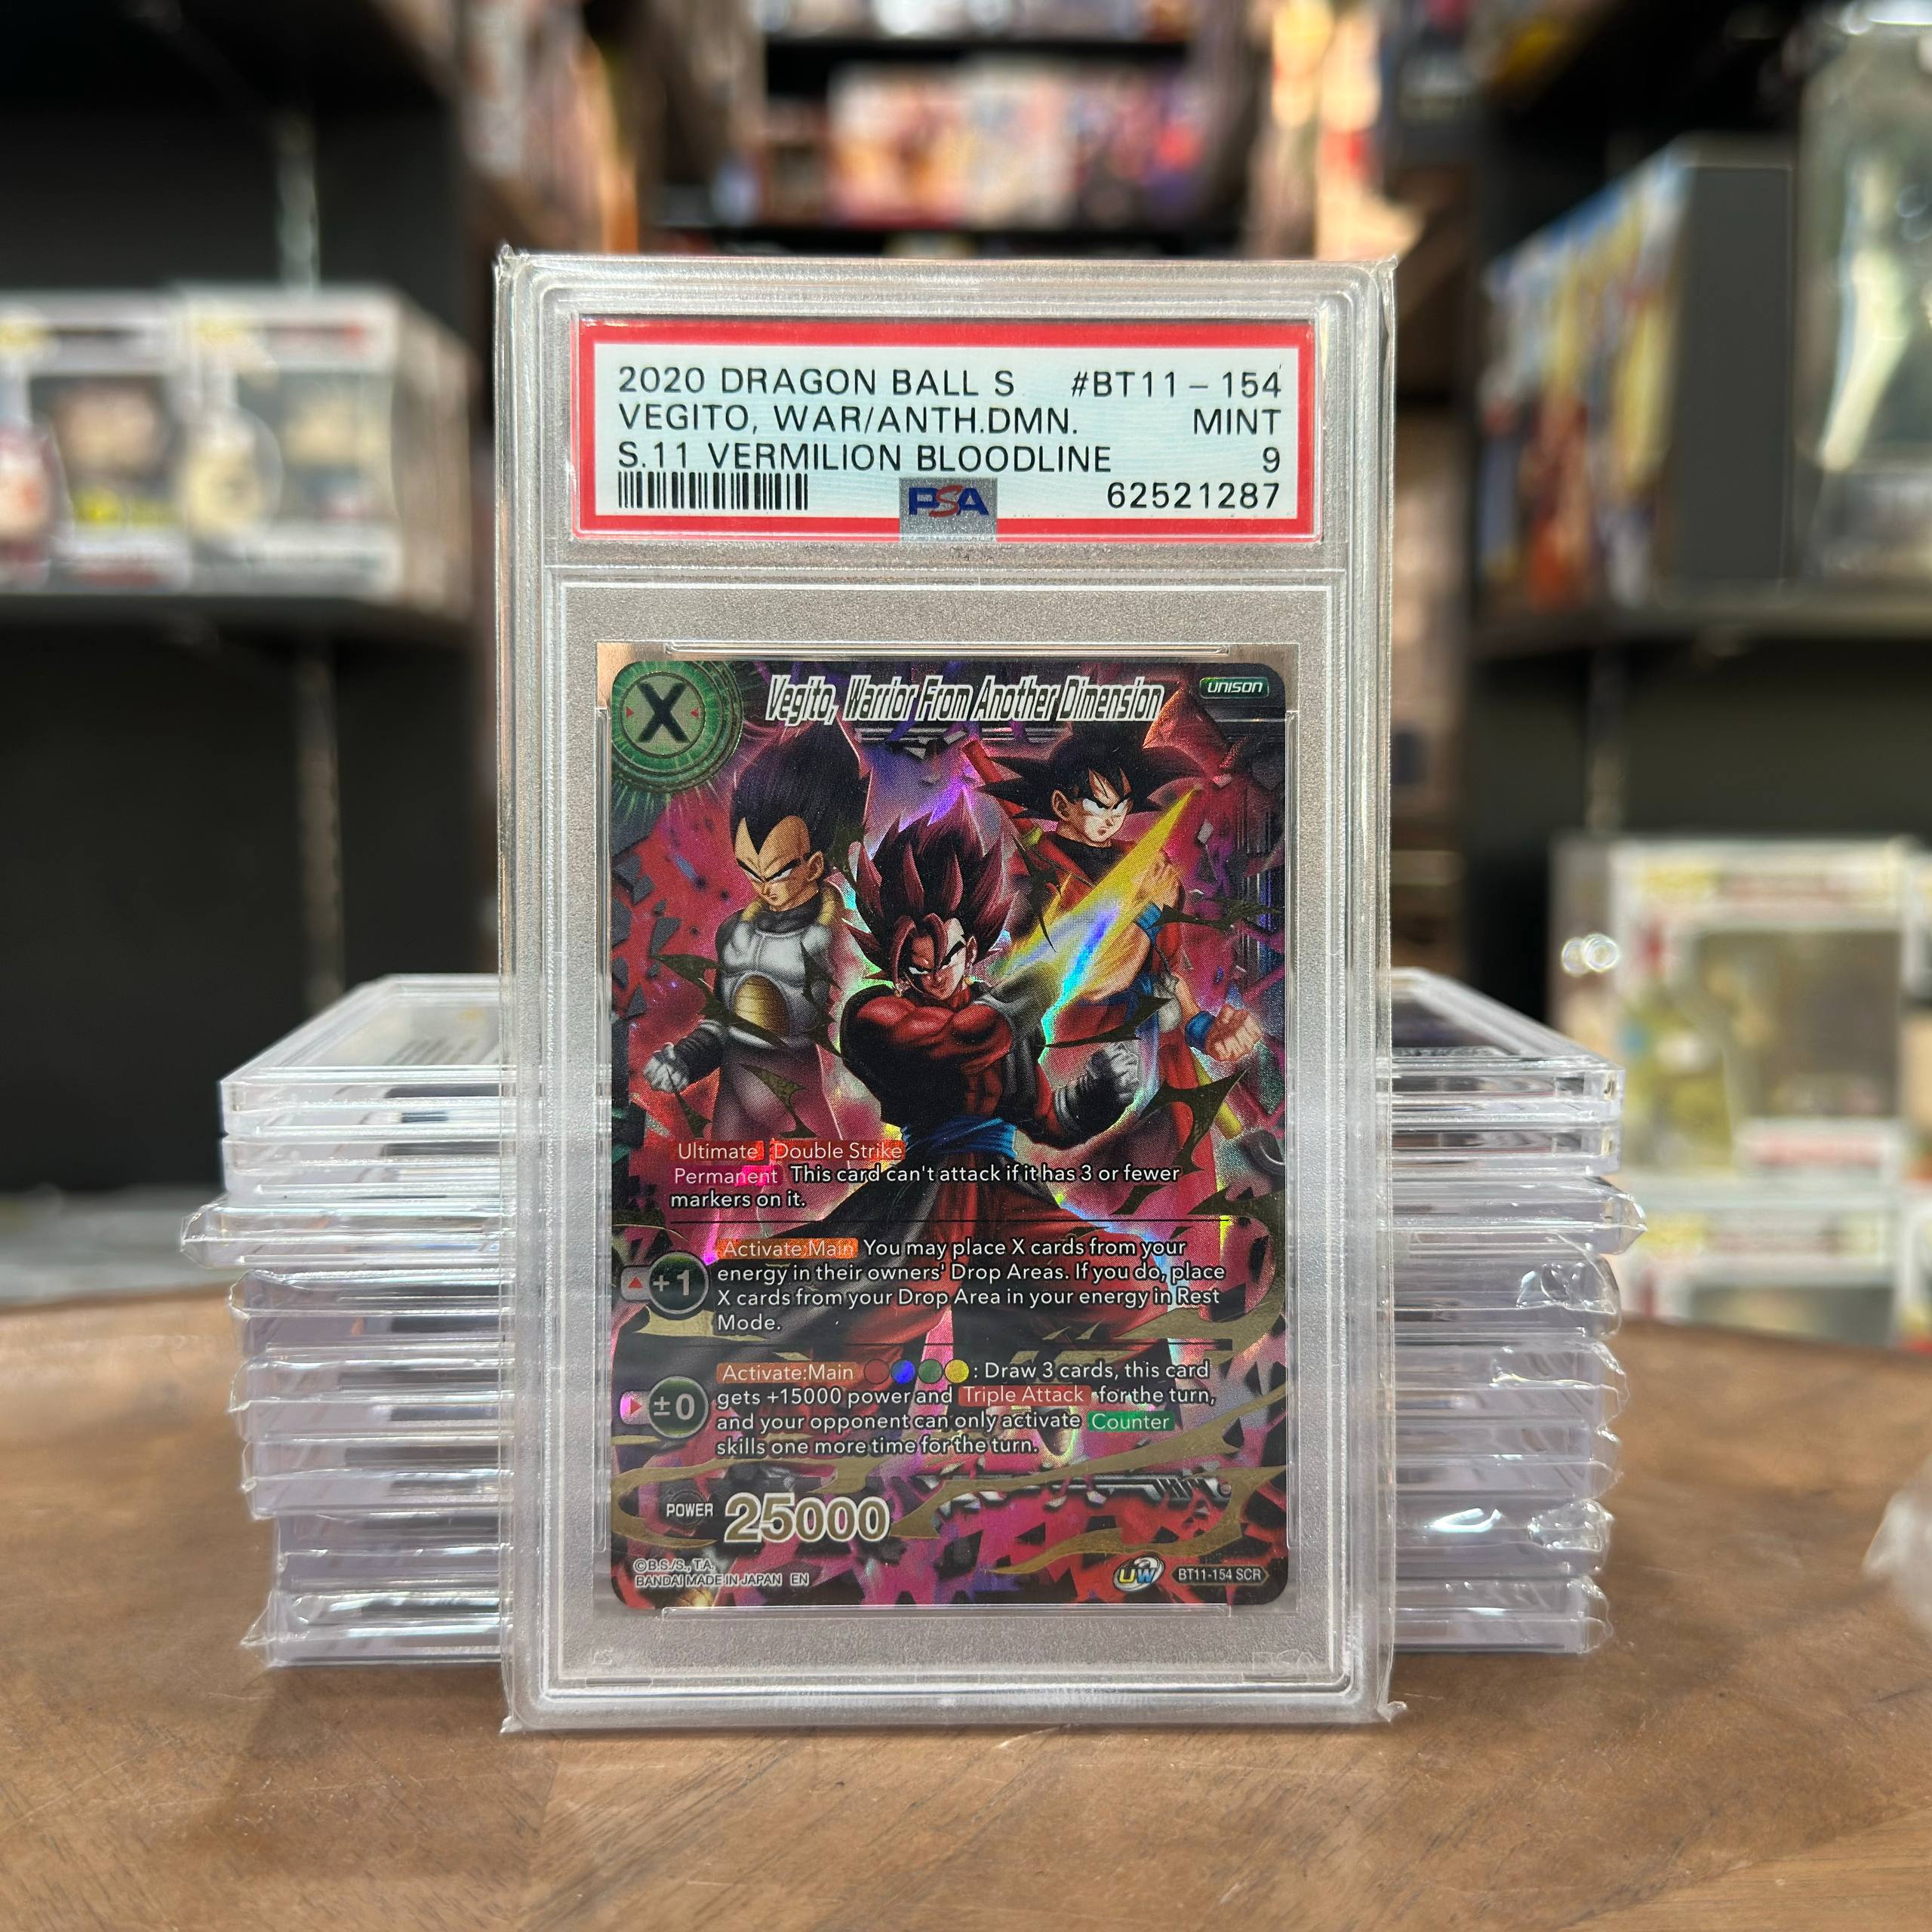 2020 DRAGON BALL S #BT11 – 154
VEGITO, WAR/ANTH.DMN. MINT
S.11 VERMILION BLOODLINE 9
PSA 62521287
X Vegito, Warrior From Another Dimension UNISON
Ultimate Double Strike
Permanent This card can't attack if it has 3 or fewer
markers on it.
Activate:Main You may place X cards from your
+1 energy in their owners' Drop Areas. If you do, place
X cards from your Drop Area in your energy in Rest
Mode.
Activate:Main : Draw 3 cards, this card
±0 gets +15000 power and Triple Attack for the turn,
and your opponent can only activate Counter
skills one more time for the turn.
POWER 25000
©B.S./S., T.A.
BANDAI MADE IN JAPAN EN UW BT11-154 SCR